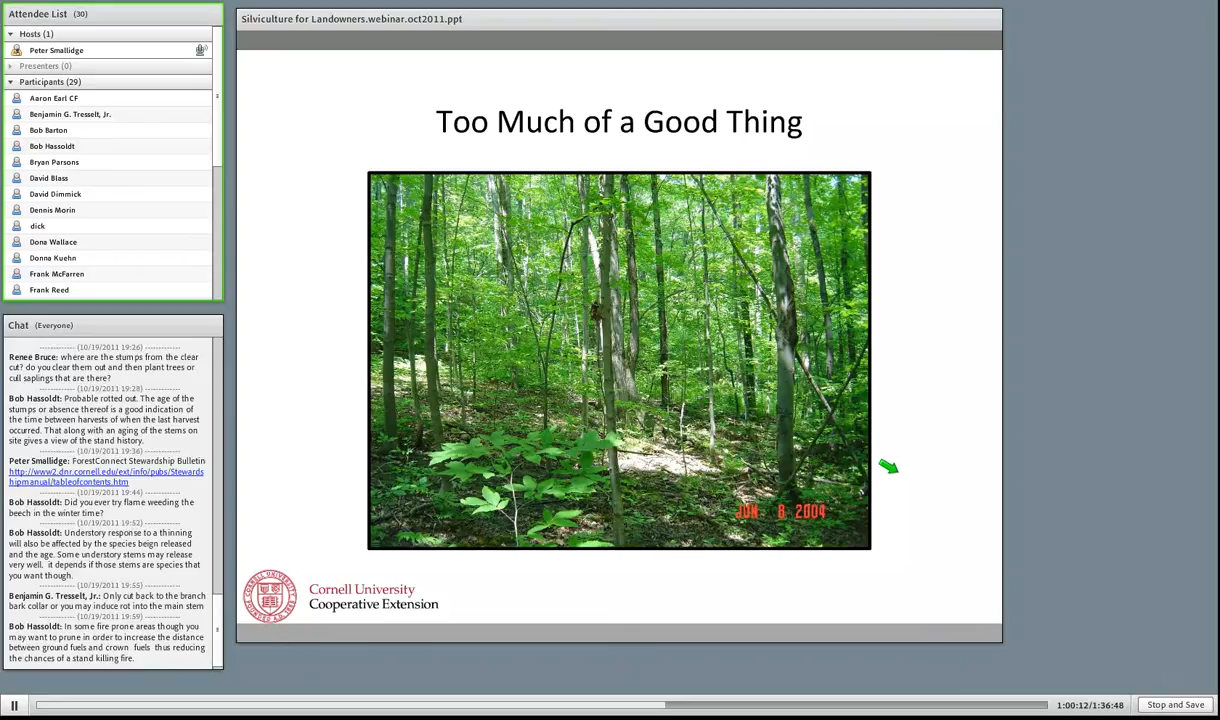 Attendee List (30)
Hosts (1)
Peter Smallidge
Presenters (0)
Participants (29)
Aaron Earl CF
Benjamin G. Tresselt, Jr.
Bob Barton
Bob Hassoldt
Bryan Parsons
David Blass
David Dimmick
Dennis Morin
dick
Dona Wallace
Donna Kuehn
Frank McFarren
Frank Reed
Chat (Everyone)
------------ (10/19/2011 19:26) ------------
Renee Bruce: where are the stumps from the clear
cut? do you clear them out and then plant trees or
cull saplings that are there?
------------ (10/19/2011 19:28) ------------
Bob Hassoldt: Probable rotted out. The age of the
stumps or absence thereof is a good indication of
the time between harvests of when the last harvest
occurred. That along with an aging of the stems on
site gives a view of the stand history.
------------ (10/19/2011 19:36) ------------
Peter Smallidge: ForestConnect Stewardship Bulletin
http://www2.dnr.cornell.edu/ext/info/pubs/Stewards
hipmanual/tableofcontents.htm
------------ (10/19/2011 19:44) ------------
Bob Hassoldt: Did you ever try flame weeding the
beech in the winter time?
------------ (10/19/2011 19:52) ------------
Bob Hassoldt: Understory response to a thinning
will also be affected by the species beign released
and the age. Some understory stems may release
very well. it depends if those stems are species that
you want though.
------------ (10/19/2011 19:55) ------------
Benjamin G. Tresselt, Jr.: Only cut back to the branch
bark collar or you may induce rot into the main stem
------------ (10/19/2011 19:59) ------------
Bob Hassoldt: In some fire prone areas though you
may want to prone in order to increase the distance
between ground fuels and crown fuels thus reducing
the chances of a stand killing fire.
Silviculture for Landowners.webinar.oct2011.ppt
Too Much of a Good Thing
JUN 8 2004
Cornell University
Cooperative Extension
1:00:12/1:36:48
Stop and Save